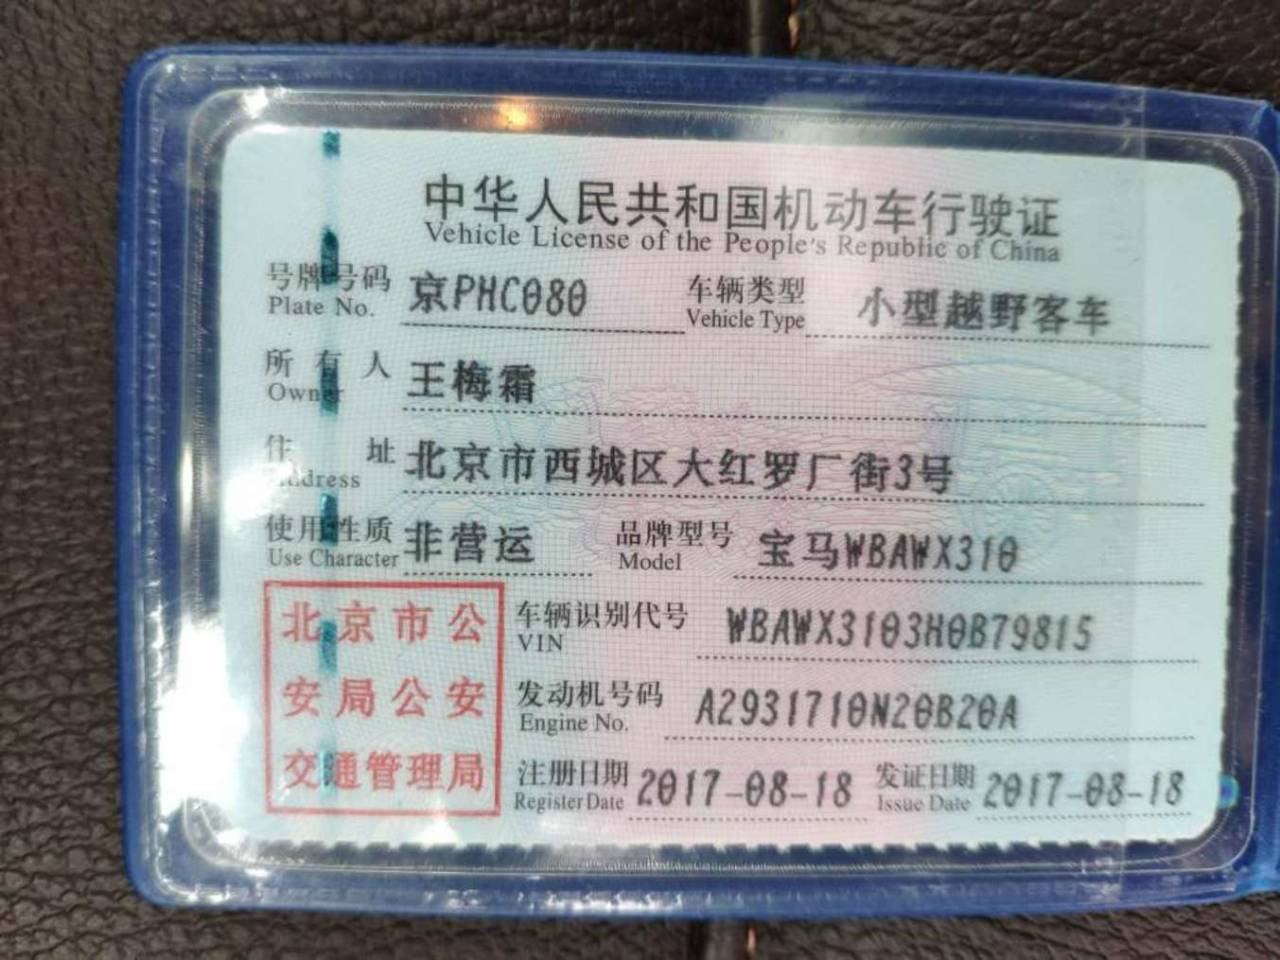 中华人民共和国机动车行驶证
Vehicle License of the People's Republic of China
号牌号码 京PHC080 车辆类型 小型越野客车
Plate No. Vehicle Type
所有人 王梅霜
Owner
住址 北京市西城区大红罗厂街3号
Address
使用性质 非营运 品牌型号 宝马WBAWX310
Use Character Model
北京市公
安局公安
交通管理局
车辆识别代号 WBAWX3103H0B79815
VIN
发动机号码 A2931710N20B20A
Engine No.
注册日期 2017-08-18 发证日期 2017-08-18
Register Date Issue Date